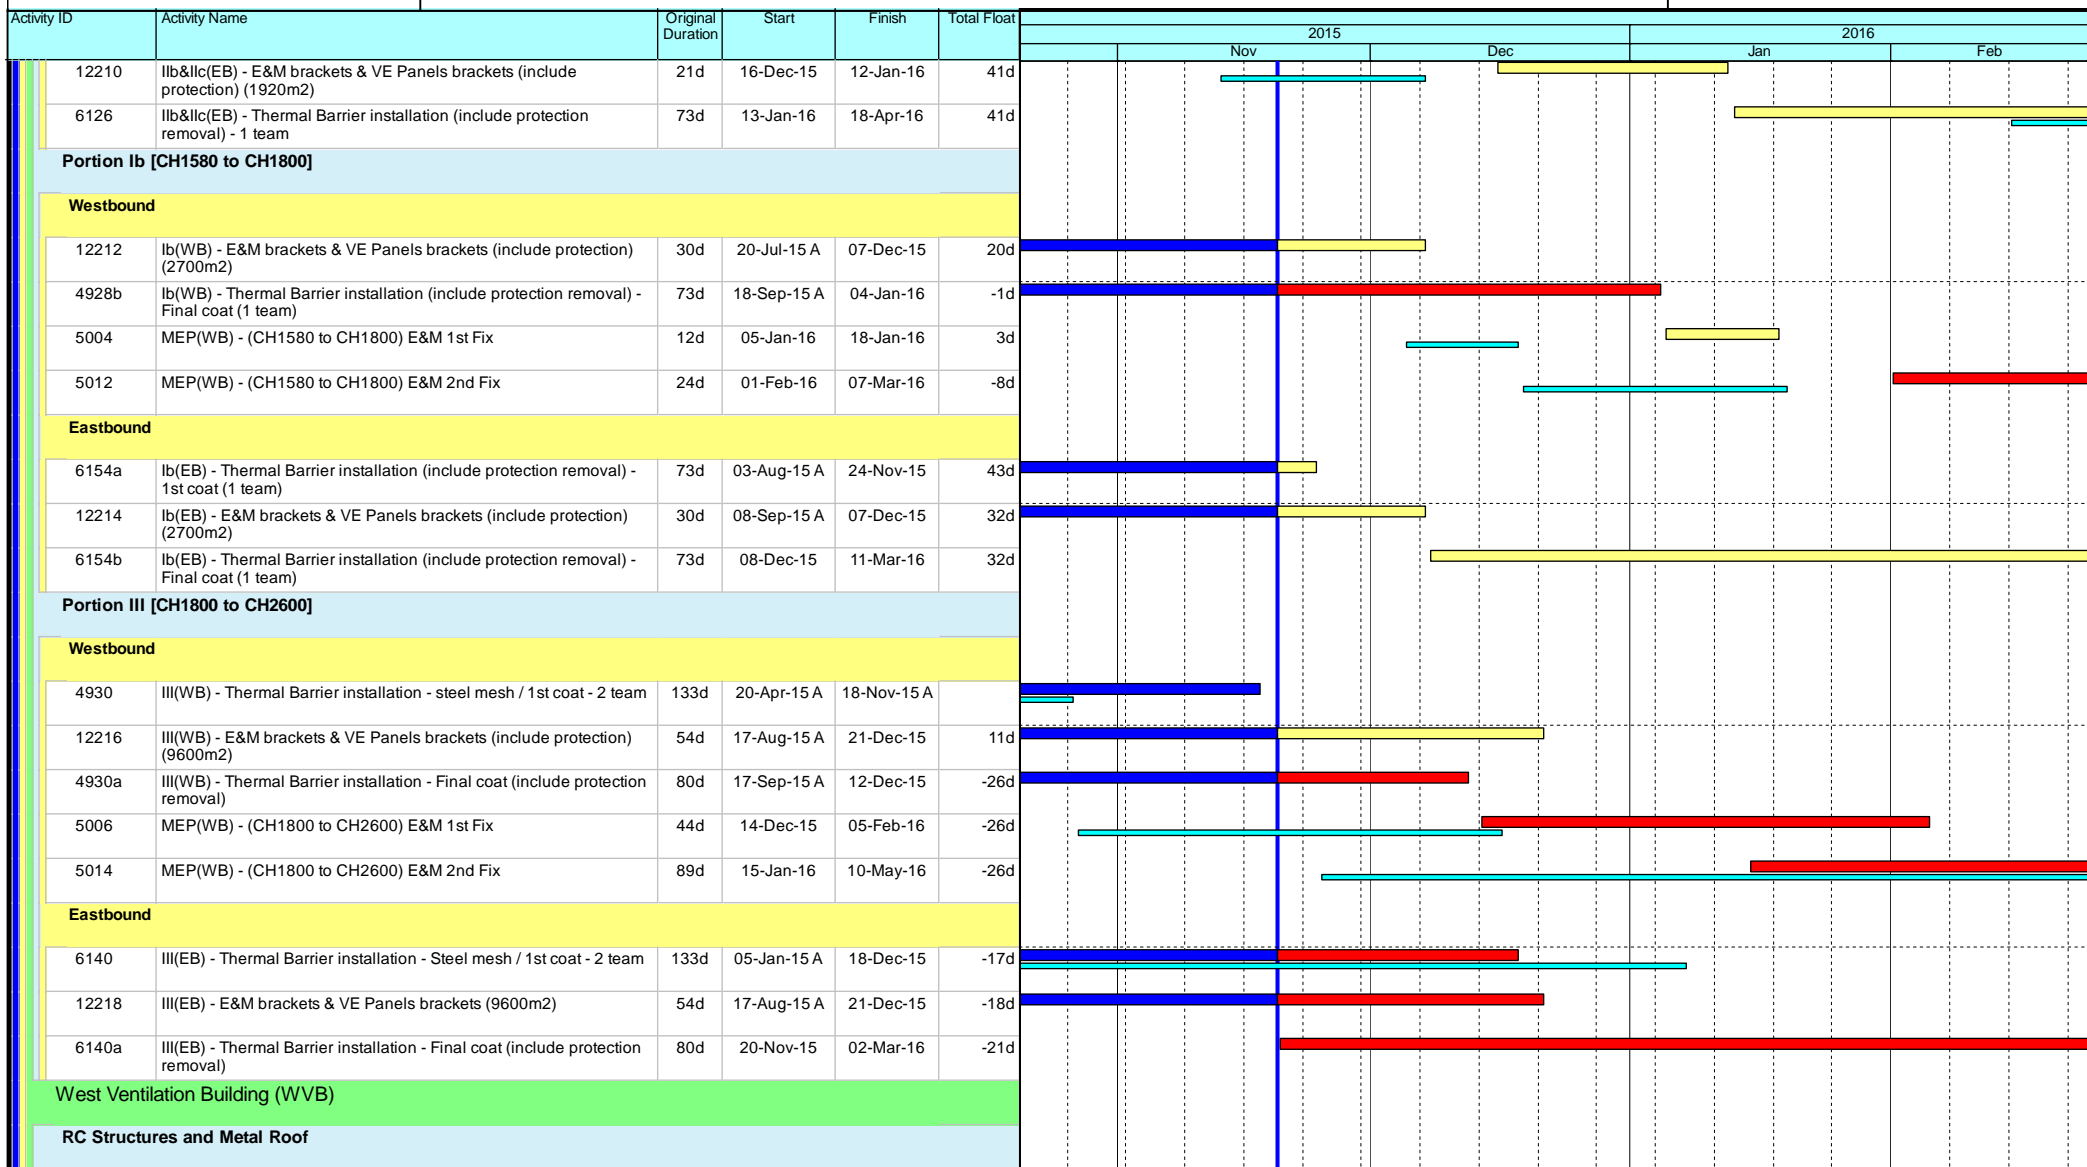 Activity ID Activity Name Original Duration Start Finish Total Float
2015 2016
Nov Dec Jan Feb
12210 IIb&IIc(EB) - E&M brackets & VE Panels brackets (include 21d 16-Dec-15 12-Jan-16 41d
protection) (1920m2)
6126 IIb&IIc(EB) - Thermal Barrier installation (include protection 73d 13-Jan-16 18-Apr-16 41d
removal) - 1 team
Portion Ib [CH1580 to CH1800]
Westbound
12212 Ib(WB) - E&M brackets & VE Panels brackets (include protection) 30d 20-Jul-15 A 07-Dec-15 20d
(2700m2)
4928b Ib(WB) - Thermal Barrier installation (include protection removal) - 73d 18-Sep-15 A 04-Jan-16 -1d
Final coat (1 team)
5004 MEP(WB) - (CH1580 to CH1800) E&M 1st Fix 12d 05-Jan-16 18-Jan-16 3d
5012 MEP(WB) - (CH1580 to CH1800) E&M 2nd Fix 24d 01-Feb-16 07-Mar-16 -8d
Eastbound
6154a Ib(EB) - Thermal Barrier installation (include protection removal) - 73d 03-Aug-15 A 24-Nov-15 43d
1st coat (1 team)
12214 Ib(EB) - E&M brackets & VE Panels brackets (include protection) 30d 08-Sep-15 A 07-Dec-15 32d
(2700m2)
6154b Ib(EB) - Thermal Barrier installation (include protection removal) - 73d 08-Dec-15 11-Mar-16 32d
Final coat (1 team)
Portion III [CH1800 to CH2600]
Westbound
4930 III(WB) - Thermal Barrier installation - steel mesh / 1st coat - 2 team 133d 20-Apr-15 A 18-Nov-15 A
12216 III(WB) - E&M brackets & VE Panels brackets (include protection) 54d 17-Aug-15 A 21-Dec-15 11d
(9600m2)
4930a III(WB) - Thermal Barrier installation - Final coat (include protection 80d 17-Sep-15 A 12-Dec-15 -26d
removal)
5006 MEP(WB) - (CH1800 to CH2600) E&M 1st Fix 44d 14-Dec-15 05-Feb-16 -26d
5014 MEP(WB) - (CH1800 to CH2600) E&M 2nd Fix 89d 15-Jan-16 10-May-16 -26d
Eastbound
6140 III(EB) - Thermal Barrier installation - Steel mesh / 1st coat - 2 team 133d 05-Jan-15 A 18-Dec-15 -17d
12218 III(EB) - E&M brackets & VE Panels brackets (9600m2) 54d 17-Aug-15 A 21-Dec-15 -18d
6140a III(EB) - Thermal Barrier installation - Final coat (include protection 80d 20-Nov-15 02-Mar-16 -21d
removal)
West Ventilation Building (WVB)
RC Structures and Metal Roof